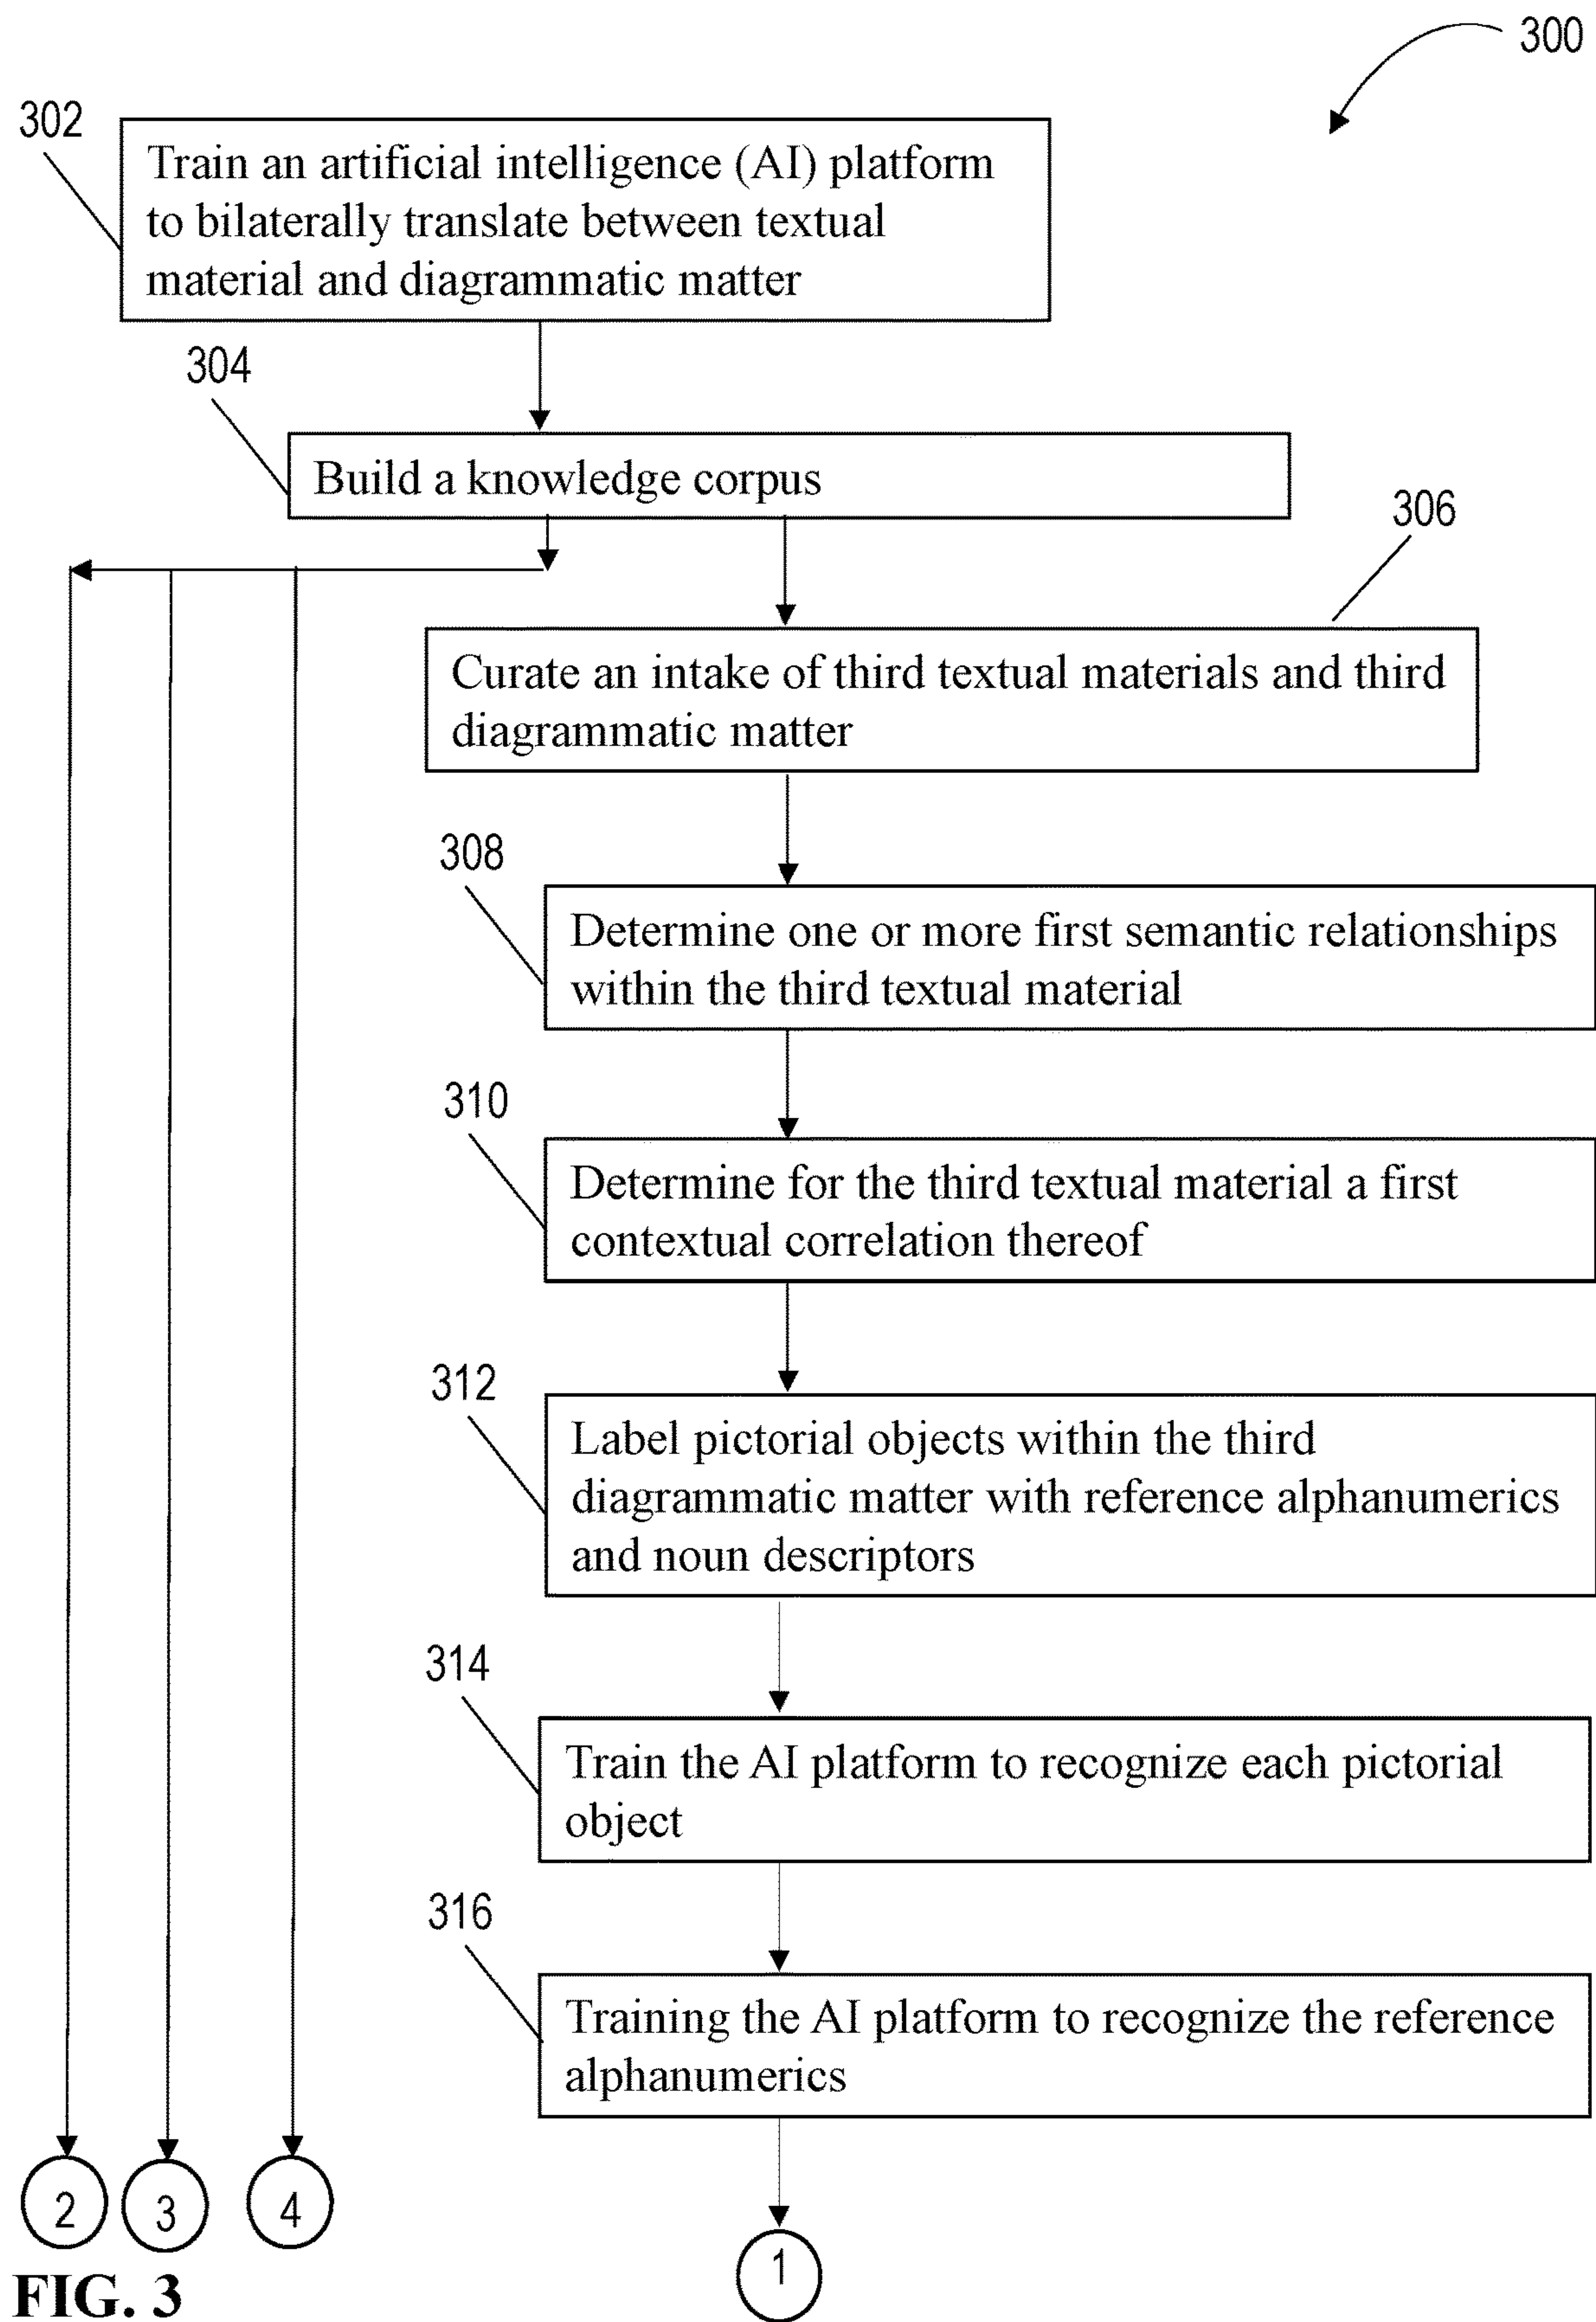 300
302
Train an artificial intelligence (AI) platform
to bilaterally translate between textual
material and diagrammatic matter
304
Build a knowledge corpus
306
Curate an intake of third textual materials and third
diagrammatic matter
308
Determine one or more first semantic relationships
within the third textual material
310
Determine for the third textual material a first
contextual correlation thereof
312
Label pictorial objects within the third
diagrammatic matter with reference alphanumerics
and noun descriptors
314
Train the AI platform to recognize each pictorial
object
316
Training the AI platform to recognize the reference
alphanumerics
2
3
4
1
FIG. 3